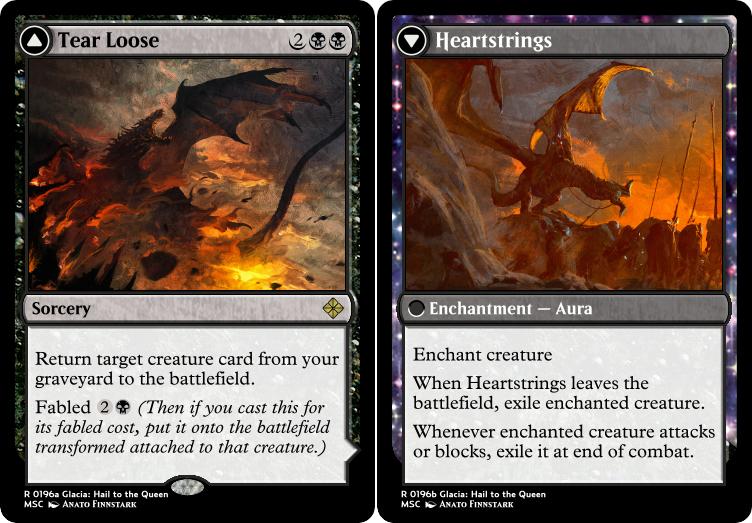 Tear Loose 2
Sorcery
Return target creature card from your
graveyard to the battlefield.
Fabled 2 (Then if you cast this for
its fabled cost, put it onto the battlefield
transformed attached to that creature.)
R 0196a Glacia: Hail to the Queen
MSC Anato Finnstark
Heartstrings
Enchantment — Aura
Enchant creature
When Heartstrings leaves the
battlefield, exile enchanted creature.
Whenever enchanted creature attacks
or blocks, exile it at end of combat.
R 0196b Glacia: Hail to the Queen
MSC Anato Finnstark